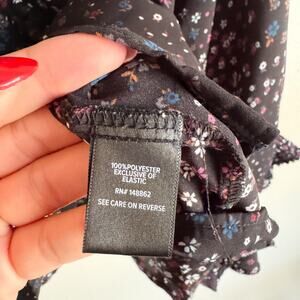 100%POLYESTER
EXCLUSIVE OF
ELASTIC
RN# 148862
SEE CARE ON REVERSE